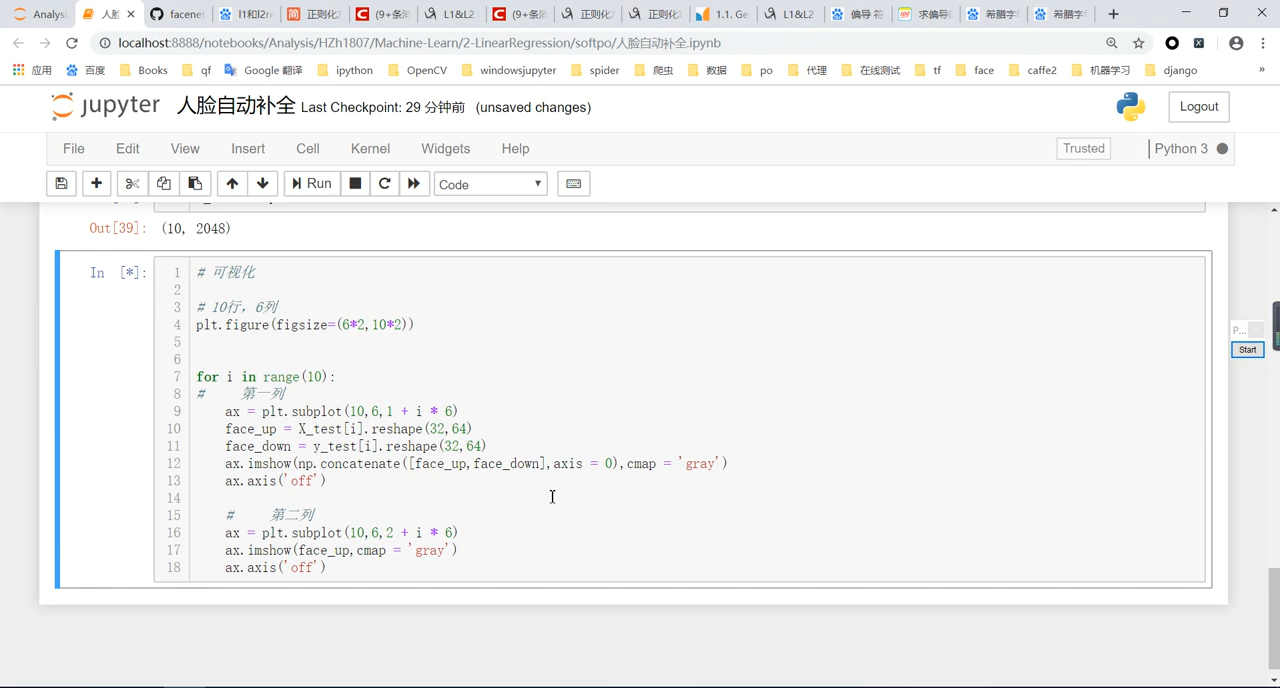 Analysi
人脸
facenet
l1和l2re
正则化
(9+条消
L1&L2
(9+条消
正则化
正则化
1.1. Ge
L1&L2
偏导 符
求偏导
希腊字
希腊字
localhost:8888/notebooks/Analysis/HZh1807/Machine-Learn/2-LinearRegression/softpo/人脸自动补全.ipynb
应用 百度 Books qf Google 翻译 ipython OpenCV windowsjupyter spider 爬虫 数据 po 代理 在线测试 tf face caffe2 机器学习 django »
jupyter 人脸自动补全 Last Checkpoint: 29 分钟前 (unsaved changes) Logout
File Edit View Insert Cell Kernel Widgets Help Trusted Python 3
Run Code
Out[39]: (10, 2048)
In [*]:
1 # 可视化
2
3 # 10行，6列
4 plt.figure(figsize=(6*2,10*2))
5
6
7 for i in range(10):
8 # 第一列
9 ax = plt.subplot(10,6,1 + i * 6)
10 face_up = X_test[i].reshape(32,64)
11 face_down = y_test[i].reshape(32,64)
12 ax.imshow(np.concatenate([face_up,face_down],axis = 0),cmap = 'gray')
13 ax.axis('off')
14
15 # 第二列
16 ax = plt.subplot(10,6,2 + i * 6)
17 ax.imshow(face_up,cmap = 'gray')
18 ax.axis('off')
P...
Start